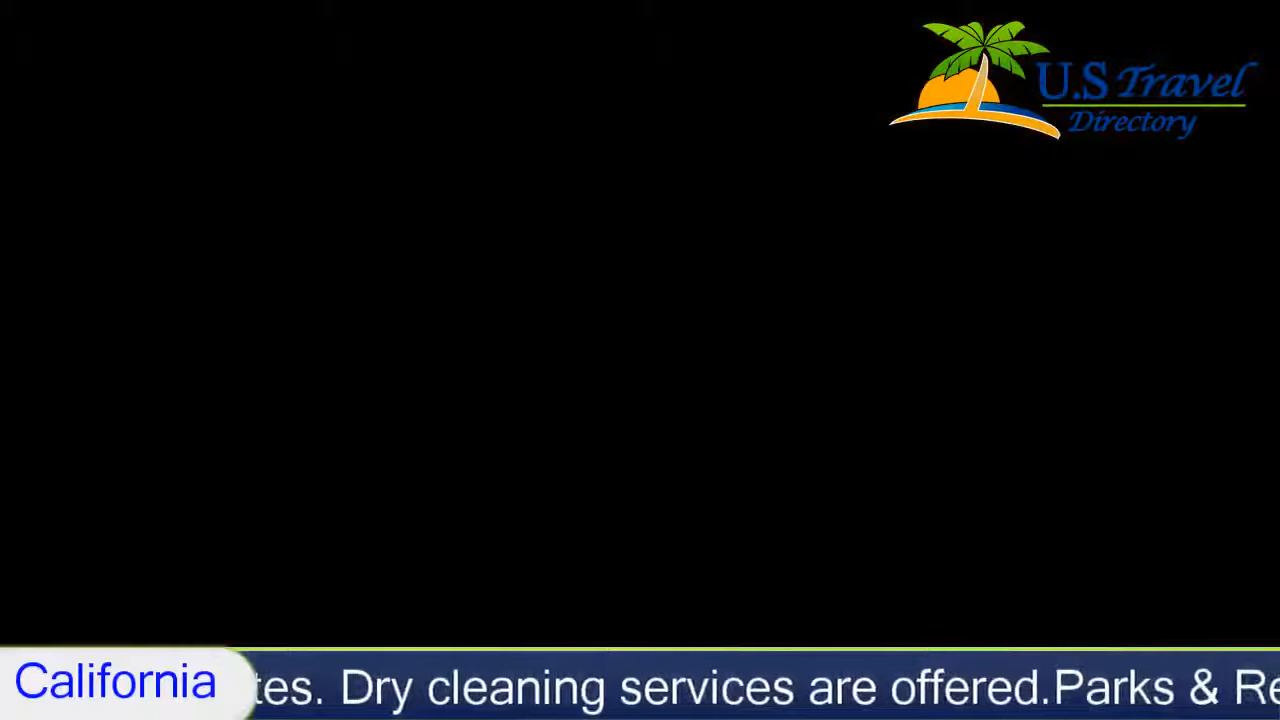 U.S Travel
Directory
California
tes. Dry cleaning services are offered.Parks & Re